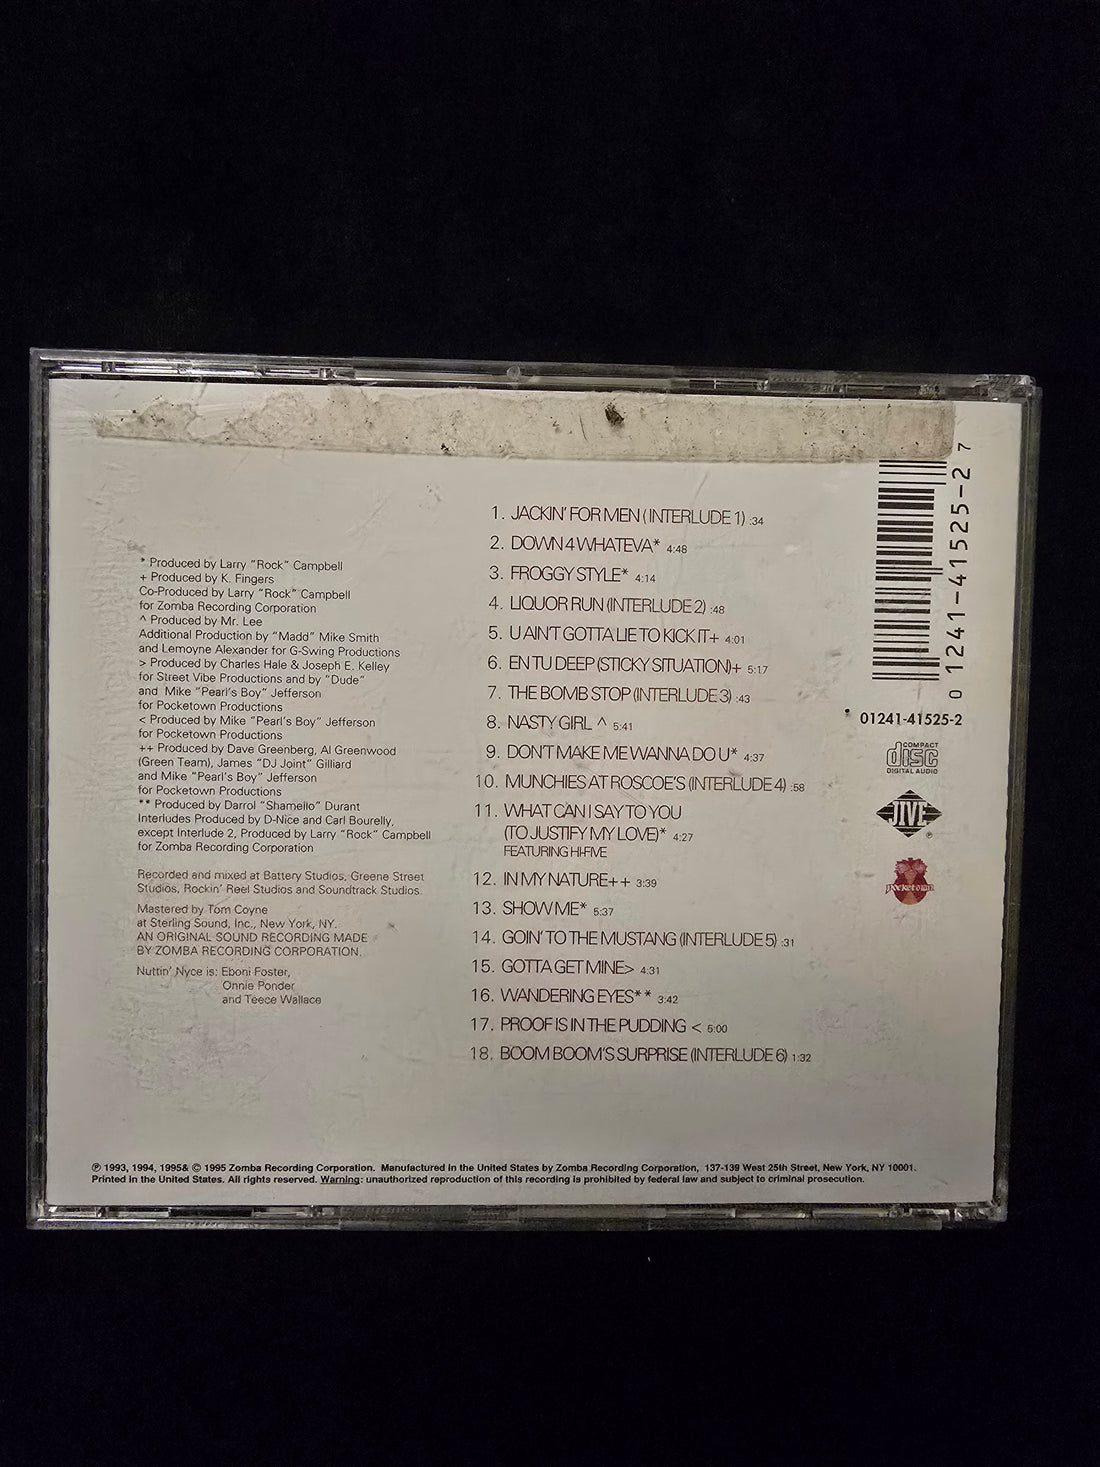 * Produced by Larry "Rock" Campbell
+ Produced by K. Fingers
Co-Produced by Larry "Rock" Campbell
for Zomba Recording Corporation
^ Produced by Mr. Lee
Additional Production by "Madd" Mike Smith
and Lemoyne Alexander for G-Swing Productions
> Produced by Charles Hale & Joseph E. Kelley
for Street Vibe Productions and by "Dude"
and Mike "Pearl's Boy" Jefferson
for Pocketown Productions
< Produced by Mike "Pearl's Boy" Jefferson
for Pocketown Productions
++ Produced by Dave Greenberg, Al Greenwood
(Green Team), James "DJ Joint" Gilliard
and Mike "Pearl's Boy" Jefferson
for Pocketown Productions
** Produced by Darrol "Shamello" Durant
Interludes Produced by D-Nice and Carl Bourelly,
except Interlude 2, Produced by Larry "Rock" Campbell
for Zomba Recording Corporation
Recorded and mixed at Battery Studios, Greene Street
Studios, Rockin' Reel Studios and Soundtrack Studios.
Mastered by Tom Coyne
at Sterling Sound, Inc., New York, NY.
AN ORIGINAL SOUND RECORDING MADE
BY ZOMBA RECORDING CORPORATION.
Nuttin' Nyce is: Eboni Foster,
Onnie Ponder
and Teece Wallace
1. JACKIN' FOR MEN (INTERLUDE 1) :34
2. DOWN 4 WHATEVA* 4:48
3. FROGGY STYLE* 4:14
4. LIQUOR RUN (INTERLUDE 2) :48
5. U AIN'T GOTTA LIE TO KICK IT+ 4:01
6. EN TU DEEP (STICKY SITUATION)+ 5:17
7. THE BOMB STOP (INTERLUDE 3) :43
8. NASTY GIRL ^ 5:41
9. DON'T MAKE ME WANNA DO U* 4:37
10. MUNCHIES AT ROSCOE'S (INTERLUDE 4) :58
11. WHAT CAN I SAY TO YOU
(TO JUSTIFY MY LOVE)* 4:27
FEATURING HI-FIVE
12. IN MY NATURE++ 3:39
13. SHOW ME* 5:37
14. GOIN' TO THE MUSTANG (INTERLUDE 5) :31
15. GOTTA GET MINE> 4:31
16. WANDERING EYES** 3:42
17. PROOF IS IN THE PUDDING < 5:00
18. BOOM BOOM'S SURPRISE (INTERLUDE 6) 1:32
0 1241-41525-2 7
01241-41525-2
COMPACT
disc
DIGITAL AUDIO
JIVE
pocketown
℗ 1993, 1994, 1995& © 1995 Zomba Recording Corporation. Manufactured in the United States by Zomba Recording Corporation, 137-139 West 25th Street, New York, NY 10001.
Printed in the United States. All rights reserved. Warning: unauthorized reproduction of this recording is prohibited by federal law and subject to criminal prosecution.